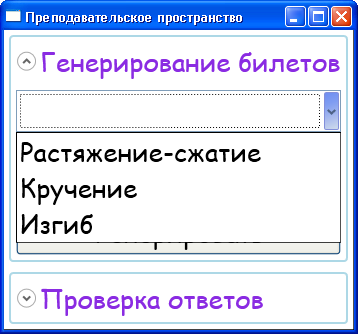 Преподавательское пространство
Генерирование билетов
Растяжение-сжатие
Кручение
Изгиб
Проверка ответов